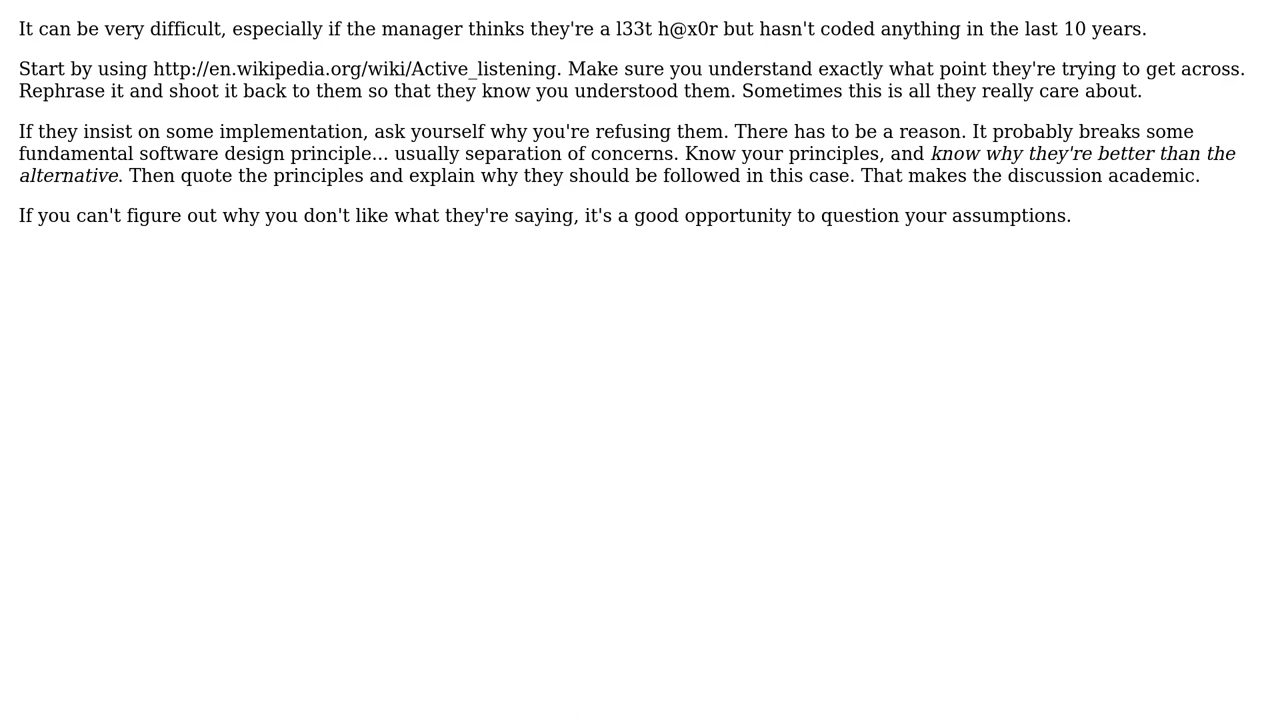 It can be very difficult, especially if the manager thinks they're a l33t h@x0r but hasn't coded anything in the last 10 years.
Start by using http://en.wikipedia.org/wiki/Active_listening. Make sure you understand exactly what point they're trying to get across.
Rephrase it and shoot it back to them so that they know you understood them. Sometimes this is all they really care about.
If they insist on some implementation, ask yourself why you're refusing them. There has to be a reason. It probably breaks some
fundamental software design principle... usually separation of concerns. Know your principles, and know why they're better than the
alternative. Then quote the principles and explain why they should be followed in this case. That makes the discussion academic.
If you can't figure out why you don't like what they're saying, it's a good opportunity to question your assumptions.